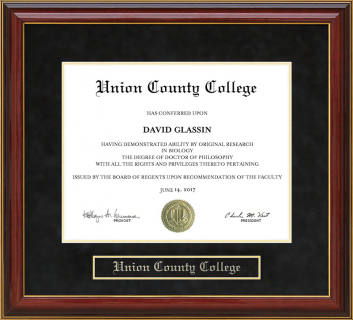 Union County College
HAS CONFERRED UPON
DAVID GLASSIN
HAVING DEMONSTRATED ABILITY BY ORIGINAL RESEARCH
IN BIOLOGY
THE DEGREE OF DOCTOR OF PHILOSOPHY
WITH ALL THE RIGHTS AND PRIVILEGES THERETO PERTAINING
ISSUED BY THE BOARD OF REGENTS UPON RECOMMENDATION OF THE FACULTY
JUNE 14, 2017
PROVOST
PRESIDENT
Union County College